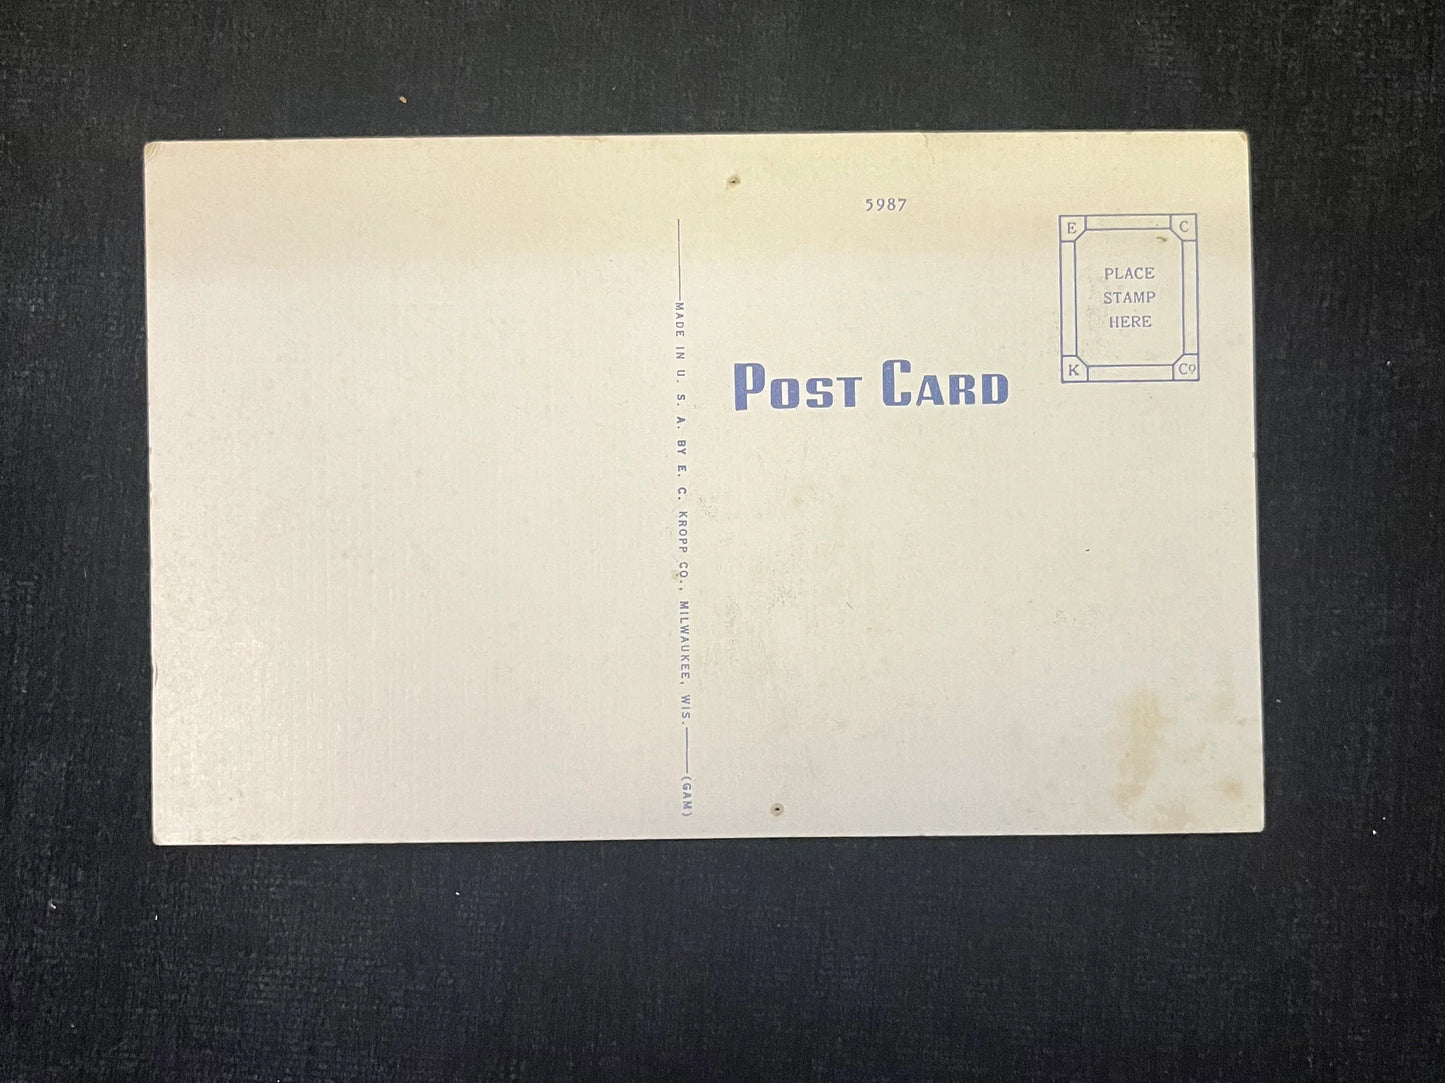 5987
E C
PLACE
STAMP
HERE
K Co
POST CARD
MADE IN U. S. A. BY E. C. KROPP CO., MILWAUKEE, WIS. (GAM)